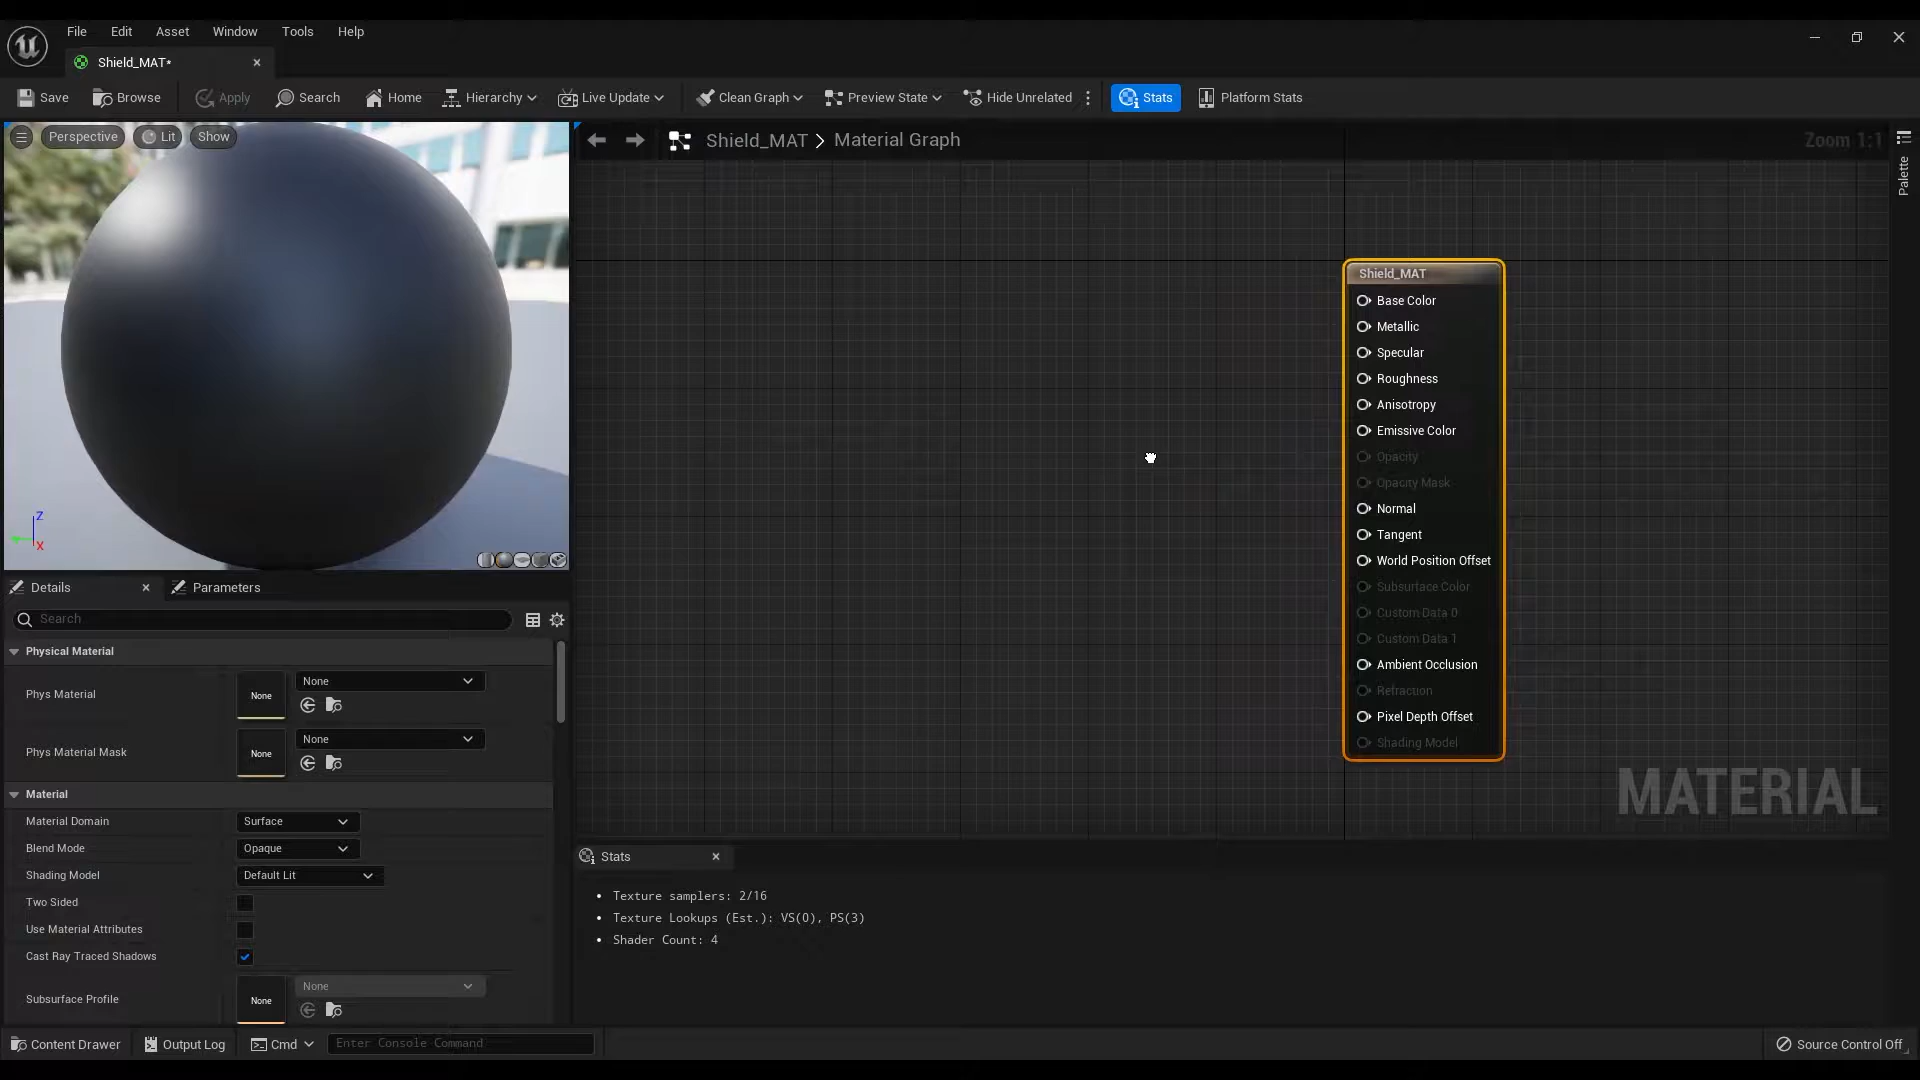 File Edit Asset Window Tools Help
Shield_MAT*
Save Browse Apply Search Home Hierarchy Live Update Clean Graph Preview State Hide Unrelated Stats Platform Stats
Perspective Lit Show
Shield_MAT > Material Graph
Zoom 1:1
Palette
Shield_MAT
Base Color
Metallic
Specular
Roughness
Anisotropy
Emissive Color
Opacity
Opacity Mask
Normal
Tangent
World Position Offset
Subsurface Color
Custom Data 0
Custom Data 1
Ambient Occlusion
Refraction
Pixel Depth Offset
Shading Model
MATERIAL
Z
X
Details Parameters
Search
Physical Material
Phys Material None None
Phys Material Mask None None
Material
Material Domain Surface
Blend Mode Opaque
Shading Model Default Lit
Two Sided
Use Material Attributes
Cast Ray Traced Shadows
Subsurface Profile None None
Stats
• Texture samplers: 2/16
• Texture Lookups (Est.): VS(0), PS(3)
• Shader Count: 4
Content Drawer Output Log Cmd Enter Console Command Source Control Off